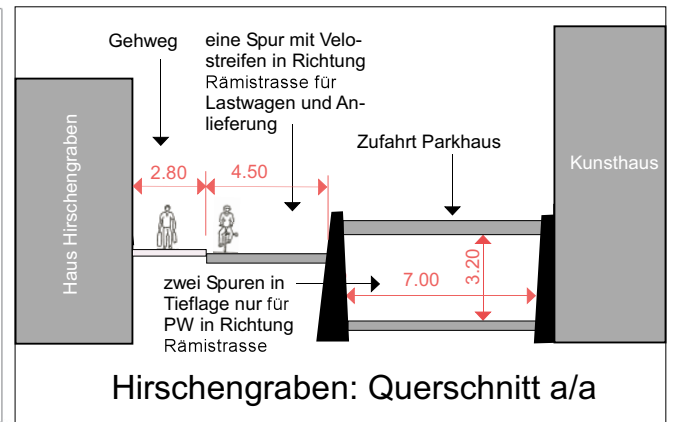 Gehweg
eine Spur mit Velo-
streifen in Richtung
Rämistrasse für
Lastwagen und An-
lieferung
Zufahrt Parkhaus
Kunsthaus
Haus Hirschengraben
2.80
4.50
zwei Spuren in
Tieflage nur für
PW in Richtung
Rämistrasse
7.00
3.20
Hirschengraben: Querschnitt a/a